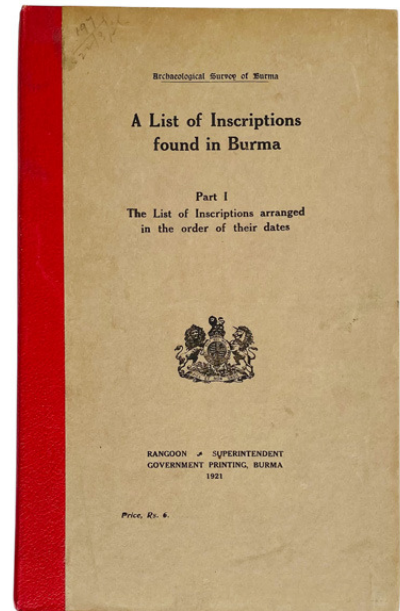 Archaeological Survey of Burma
A List of Inscriptions
found in Burma
Part I
The List of Inscriptions arranged
in the order of their dates
RANGOON SUPERINTENDENT
GOVERNMENT PRINTING, BURMA
1921
Price, Rs. 6.